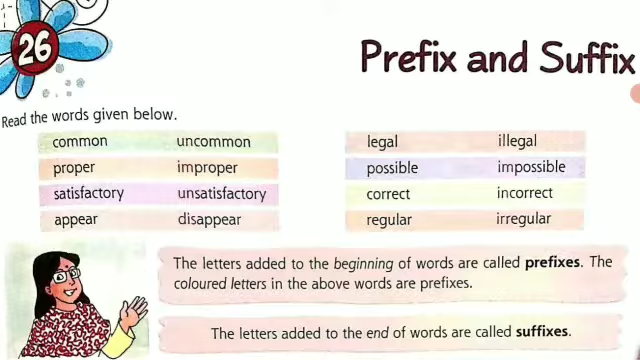 26
Prefix and Suffix
Read the words given below.
common uncommon legal illegal
proper improper possible impossible
satisfactory unsatisfactory correct incorrect
appear disappear regular irregular
The letters added to the beginning of words are called prefixes. The
coloured letters in the above words are prefixes.
The letters added to the end of words are called suffixes.